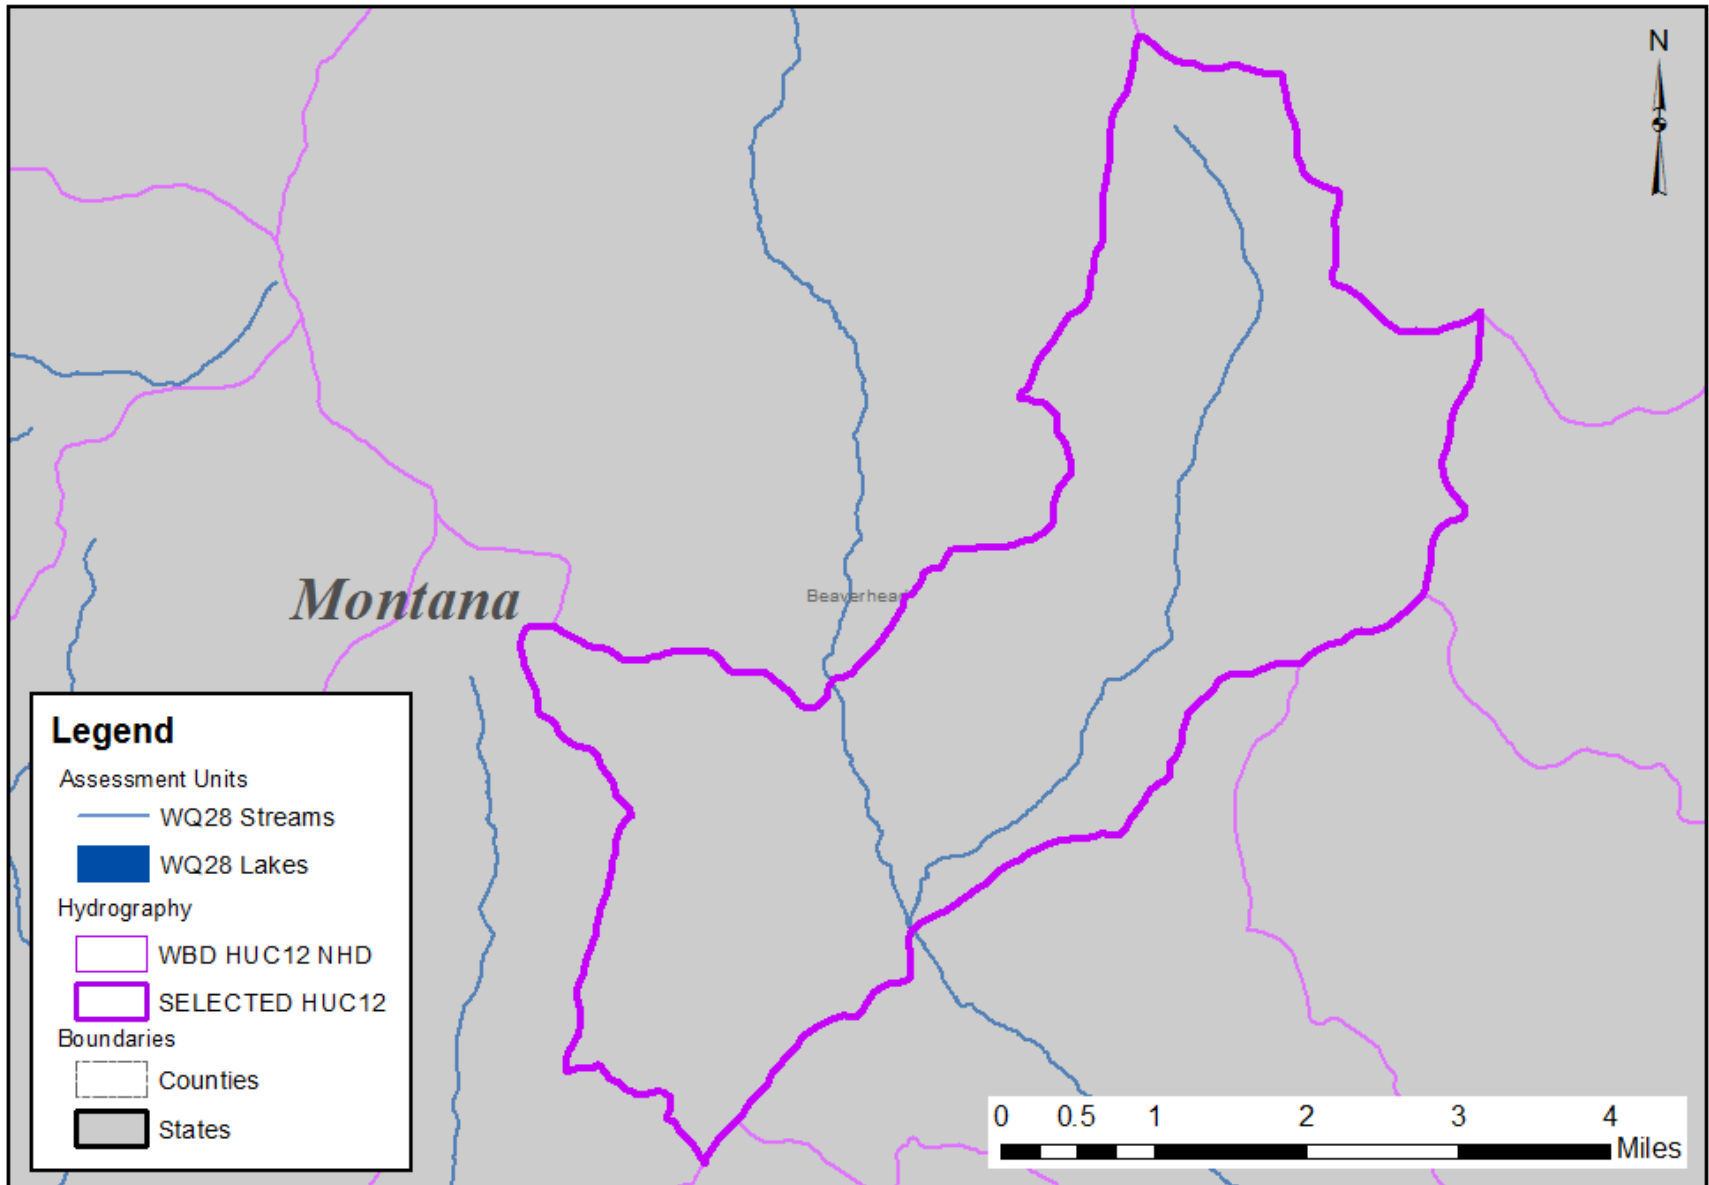 N
Montana
Beaverhead
Legend
Assessment Units
WQ28 Streams
WQ28 Lakes
Hydrography
WBD HUC12 NHD
SELECTED HUC12
Boundaries
Counties
States
0 0.5 1 2 3 4
Miles